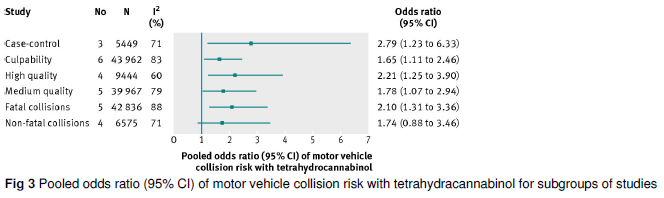 Study No N I² (%) Odds ratio (95% CI)
Case-control 3 5449 71 2.79 (1.23 to 6.33)
Culpability 6 43 962 83 1.65 (1.11 to 2.46)
High quality 4 9444 60 2.21 (1.25 to 3.90)
Medium quality 5 39 967 79 1.78 (1.07 to 2.94)
Fatal collisions 5 42 836 88 2.10 (1.31 to 3.36)
Non-fatal collisions 4 6575 71 1.74 (0.88 to 3.46)
0 1 2 3 4 5 6 7
Pooled odds ratio (95% CI) of motor vehicle
collision risk with tetrahydrocannabinol
Fig 3 Pooled odds ratio (95% CI) of motor vehicle collision risk with tetrahydracannabinol for subgroups of studies